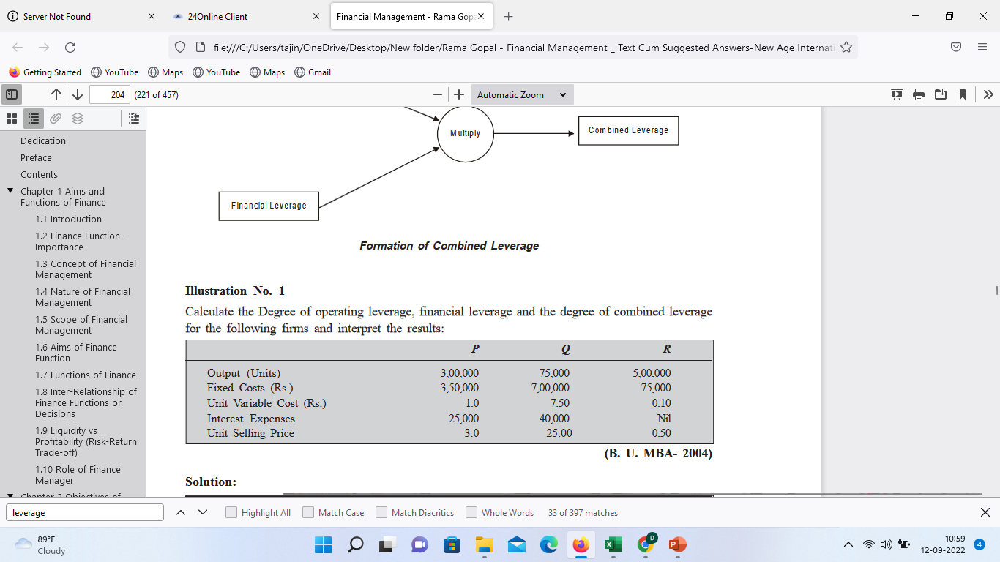 Server Not Found
24Online Client
Financial Management - Rama Gop
file:///C:/Users/tajin/OneDrive/Desktop/New folder/Rama Gopal - Financial Management _ Text Cum Suggested Answers-New Age Internati
Getting Started YouTube Maps YouTube Maps Gmail
204 (221 of 457) Automatic Zoom
Dedication
Preface
Contents
Chapter 1 Aims and
Functions of Finance
1.1 Introduction
1.2 Finance Function-
Importance
1.3 Concept of Financial
Management
1.4 Nature of Financial
Management
1.5 Scope of Financial
Management
1.6 Aims of Finance
Function
1.7 Functions of Finance
1.8 Inter-Relationship of
Finance Functions or
Decisions
1.9 Liquidity vs
Profitability (Risk-Return
Trade-off)
1.10 Role of Finance
Manager
Chapter 2 Objectives of
Multiply
Combined Leverage
Financial Leverage
Formation of Combined Leverage
Illustration No. 1
Calculate the Degree of operating leverage, financial leverage and the degree of combined leverage
for the following firms and interpret the results:
P Q R
Output (Units) 3,00,000 75,000 5,00,000
Fixed Costs (Rs.) 3,50,000 7,00,000 75,000
Unit Variable Cost (Rs.) 1.0 7.50 0.10
Interest Expenses 25,000 40,000 Nil
Unit Selling Price 3.0 25.00 0.50
(B. U. MBA- 2004)
Solution:
leverage Highlight All Match Case Match Diacritics Whole Words 33 of 397 matches
89°F
Cloudy
D
10:59
12-09-2022
4